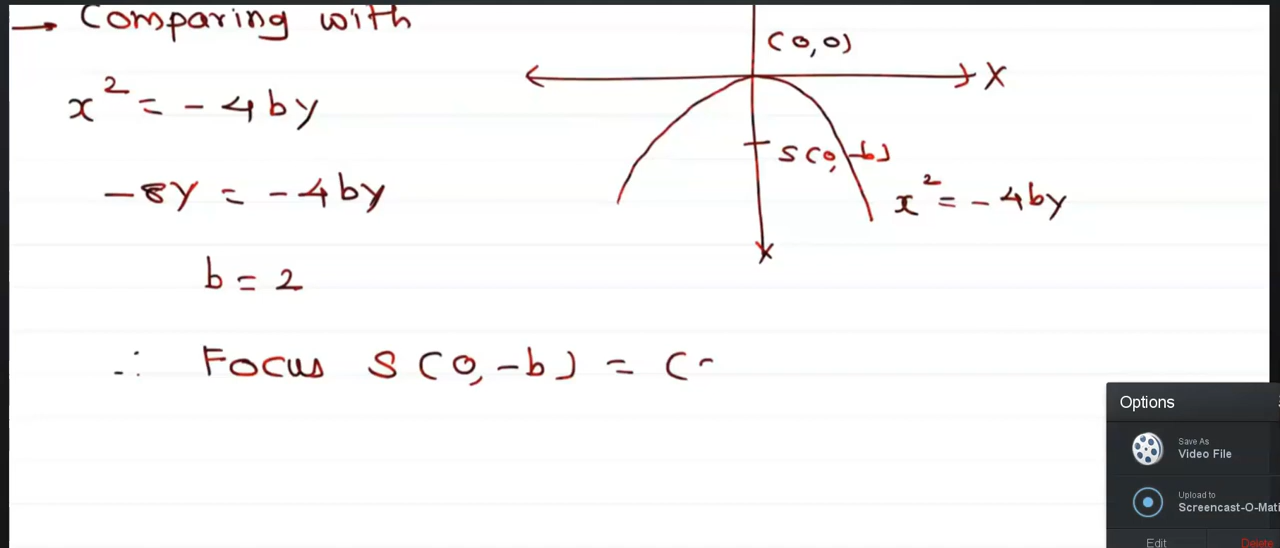 → Comparing with
x² = - 4by
- 8y = - 4by
b = 2
∴ Focus S(0, -b) = (
(0,0)
X
S(0, -b)
x² = - 4by
Options
Save As
Video File
Upload to
Screencast-O-Mati
Edit
Delete